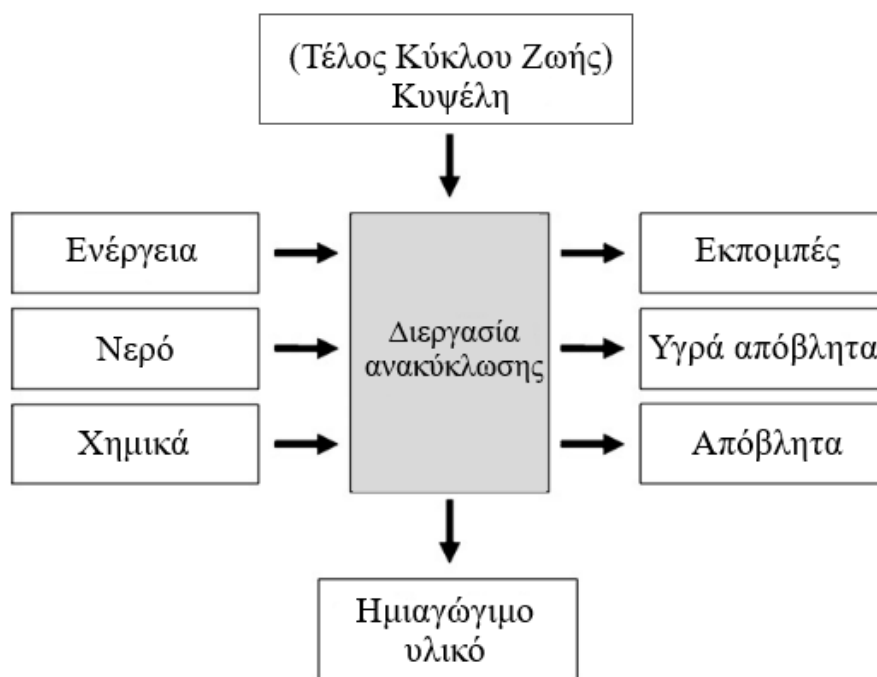 (Τέλος Κύκλου Ζωής)
Κυψέλη
Ενέργεια
Εκπομπές
Νερό
Διεργασία
ανακύκλωσης
Υγρά απόβλητα
Χημικά
Απόβλητα
Ημιαγώγιμο
υλικό